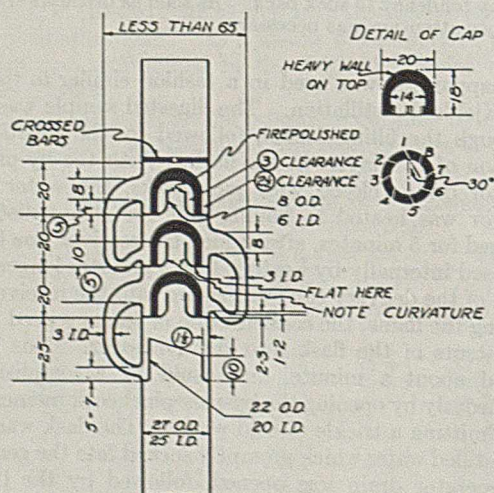 LESS THAN 65
DETAIL OF CAP
HEAVY WALL
ON TOP
20
14
18
CROSSED
BARS
FIREPOLISHED
3 CLEARANCE
2½ CLEARANCE
8 O.D.
6 I.D.
1
2
3
4
5
6
7
8
30°
20
8
5
20
10
8
3 I.D.
FLAT HERE
NOTE CURVATURE
20
5
3 I.D.
1½
2-3
1-2
25
10
5-7
22 O.D.
20 I.D.
27 O.D.
25 I.D.